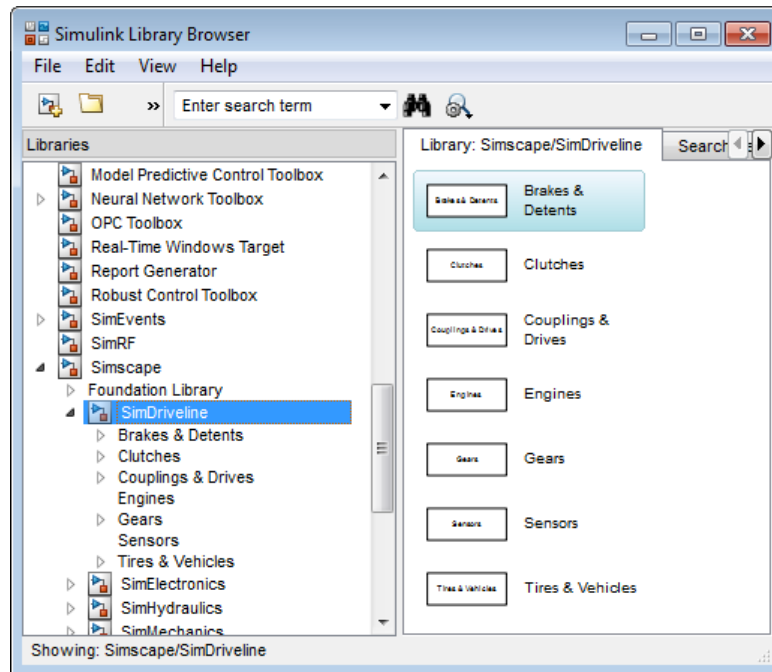 Simulink Library Browser
File Edit View Help
» Enter search term
Libraries
Model Predictive Control Toolbox
Neural Network Toolbox
OPC Toolbox
Real-Time Windows Target
Report Generator
Robust Control Toolbox
SimEvents
SimRF
Simscape
Foundation Library
SimDriveline
Brakes & Detents
Clutches
Couplings & Drives
Engines
Gears
Sensors
Tires & Vehicles
SimElectronics
SimHydraulics
SimMechanics
Library: Simscape/SimDriveline Search
Brakes & Detents
Brakes &
Detents
Clutches
Clutches
Couplings & Drives
Couplings &
Drives
Engines
Engines
Gears
Gears
Sensors
Sensors
Tires & Vehicles
Tires & Vehicles
Showing: Simscape/SimDriveline